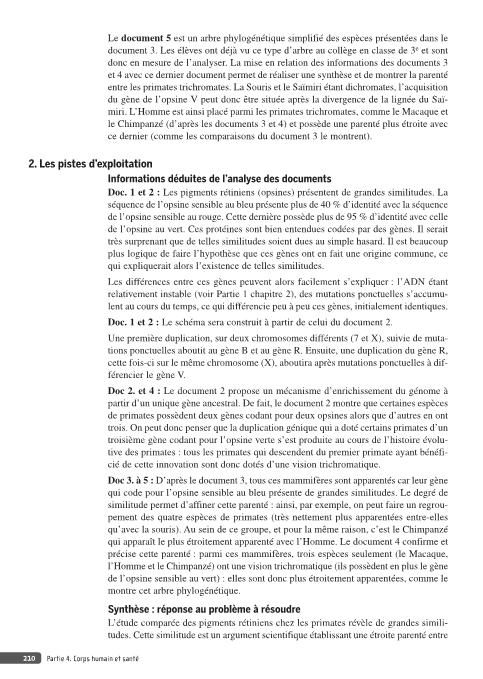 Le document 5 est un arbre phylogénétique simplifié des espèces présentées dans le
document 3. Les élèves ont déjà vu ce type d'arbre au collège en classe de 3e et sont
donc en mesure de l'analyser. La mise en relation des informations des documents 3
et 4 avec ce dernier document permet de réaliser une synthèse et de montrer la parenté
entre les primates trichromates. La Souris et le Saïmiri étant dichromates, l'acquisition
du gène de l'opsine V peut donc être située après la divergence de la lignée du Saï-
miri. L'Homme est ainsi placé parmi les primates trichromates, comme le Macaque et
le Chimpanzé (d'après les documents 3 et 4) et possède une parenté plus étroite avec
ce dernier (comme les comparaisons du document 3 le montrent).
2. Les pistes d'exploitation
Informations déduites de l'analyse des documents
Doc. 1 et 2 : Les pigments rétiniens (opsines) présentent de grandes similitudes. La
séquence de l'opsine sensible au bleu présente plus de 40 % d'identité avec la séquence
de l'opsine sensible au rouge. Cette dernière possède plus de 95 % d'identité avec celle
de l'opsine au vert. Ces protéines sont bien entendues codées par des gènes. Il serait
très surprenant que de telles similitudes soient dues au simple hasard. Il est beaucoup
plus logique de faire l'hypothèse que ces gènes ont en fait une origine commune, ce
qui expliquerait alors l'existence de telles similitudes.
Les différences entre ces gènes peuvent alors facilement s'expliquer : l'ADN étant
relativement instable (voir Partie 1 chapitre 2), des mutations ponctuelles s'accumu-
lent au cours du temps, ce qui différencie peu à peu ces gènes, initialement identiques.
Doc. 1 et 2 : Le schéma sera construit à partir de celui du document 2.
Une première duplication, sur deux chromosomes différents (7 et X), suivie de muta-
tions ponctuelles aboutit au gène B et au gène R. Ensuite, une duplication du gène R,
cette fois-ci sur le même chromosome (X), aboutira après mutations ponctuelles à dif-
férencier le gène V.
Doc 2. et 4 : Le document 2 propose un mécanisme d'enrichissement du génome à
partir d'un unique gène ancestral. De fait, le document 2 montre que certaines espèces
de primates possèdent deux gènes codant pour deux opsines alors que d'autres en ont
trois. On peut donc penser que la duplication génique qui a doté certains primates d'un
troisième gène codant pour l'opsine verte s'est produite au cours de l'histoire évolu-
tive des primates : tous les primates qui descendent du premier primate ayant bénéfi-
cié de cette innovation sont donc dotés d'une vision trichromatique.
Doc 3. à 5 : D'après le document 3, tous ces mammifères sont apparentés car leur gène
qui code pour l'opsine sensible au bleu présente de grandes similitudes. Le degré de
similitude permet d'affiner cette parenté : ainsi, par exemple, on peut faire un regrou-
pement des quatre espèces de primates (très nettement plus apparentées entre-elles
qu'avec la souris). Au sein de ce groupe, et pour la même raison, c'est le Chimpanzé
qui apparaît le plus étroitement apparenté avec l'Homme. Le document 4 confirme et
précise cette parenté : parmi ces mammifères, trois espèces seulement (le Macaque,
l'Homme et le Chimpanzé) ont une vision trichromatique (ils possèdent en plus le gène
de l'opsine sensible au vert) : elles sont donc plus étroitement apparentées, comme le
montre cet arbre phylogénétique.
Synthèse : réponse au problème à résoudre
L'étude comparée des pigments rétiniens chez les primates révèle de grandes simili-
tudes. Cette similitude est un argument scientifique établissant une étroite parenté entre
210 Partie 4. Corps humain et santé